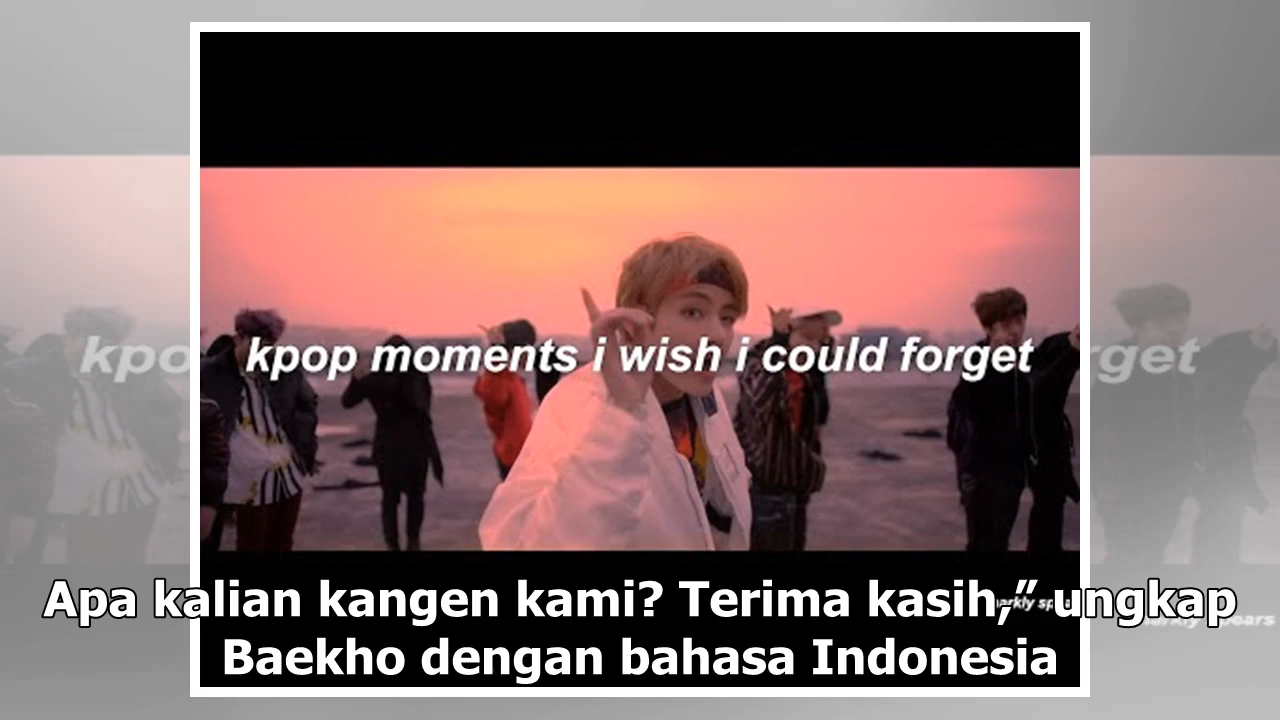 kpop moments i wish i could forget
Apa kalian kangen kami? Terima kasih,” ungkap
Baekho dengan bahasa Indonesia